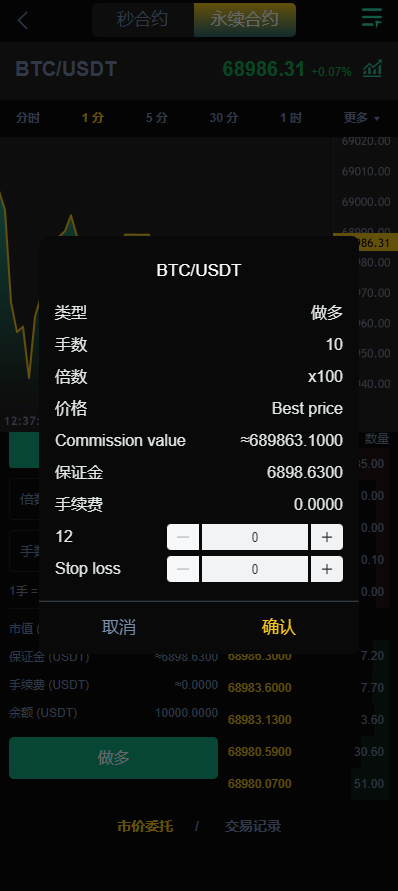 秒合约 永续合约
BTC/USDT 68986.31 +0.07%
分时 1 分 5 分 30 分 1 时 更多
69020.00
69010.00
69000.00
68990.00
986.31
980.00
970.00
960.00
950.00
940.00
12:37:
BTC/USDT
类型 做多
手数 10
倍数 x100
价格 Best price
Commission value ≈689863.1000
保证金 6898.6300
手续费 0.0000
12 — 0 +
Stop loss — 0 +
取消 确认
数量
35.00
0.00
0.00
0.10
0.00
倍数
手数
1手 =
市值 (
保证金 (USDT) ≈6898.6300
手续费 (USDT) ≈0.0000
余额 (USDT) 10000.0000
做多
68986.3000 7.20
68983.6000 7.70
68983.1300 3.60
68980.5900 30.60
68980.0700 51.00
市价委托 / 交易记录